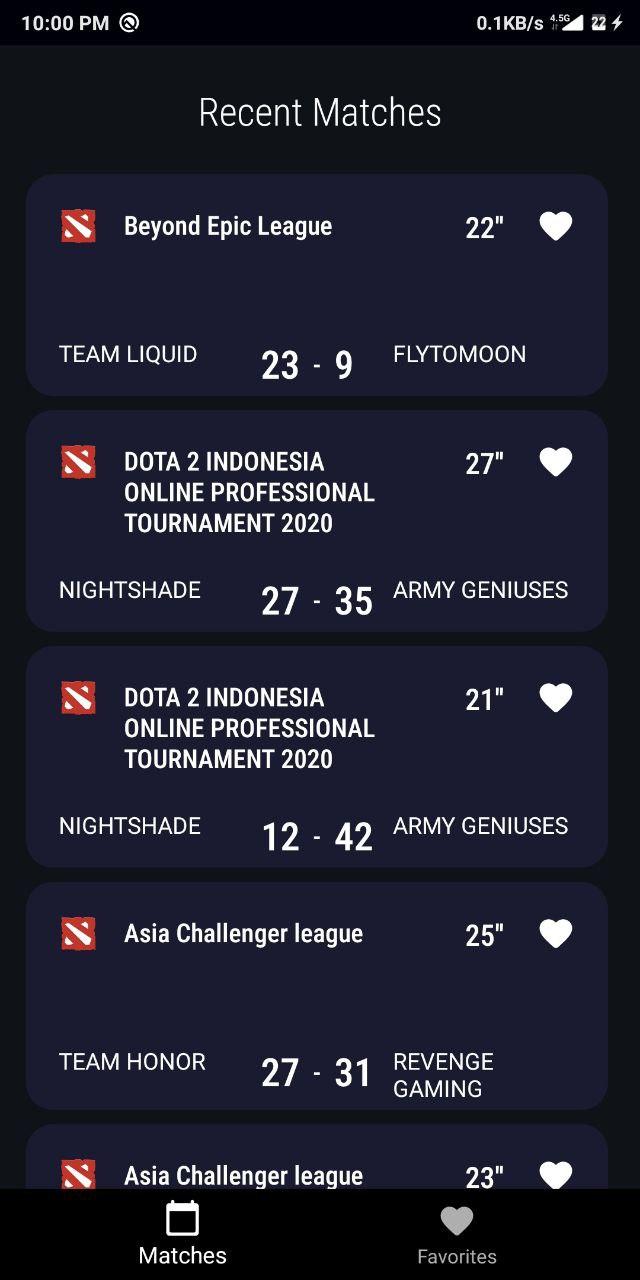 10:00 PM 0.1KB/s 4.5G 22
Recent Matches
Beyond Epic League 22"
TEAM LIQUID 23 - 9 FLYTOMOON
DOTA 2 INDONESIA 27"
ONLINE PROFESSIONAL
TOURNAMENT 2020
NIGHTSHADE 27 - 35 ARMY GENIUSES
DOTA 2 INDONESIA 21"
ONLINE PROFESSIONAL
TOURNAMENT 2020
NIGHTSHADE 12 - 42 ARMY GENIUSES
Asia Challenger league 25"
TEAM HONOR 27 - 31 REVENGE
GAMING
Asia Challenger league 23"
Matches Favorites